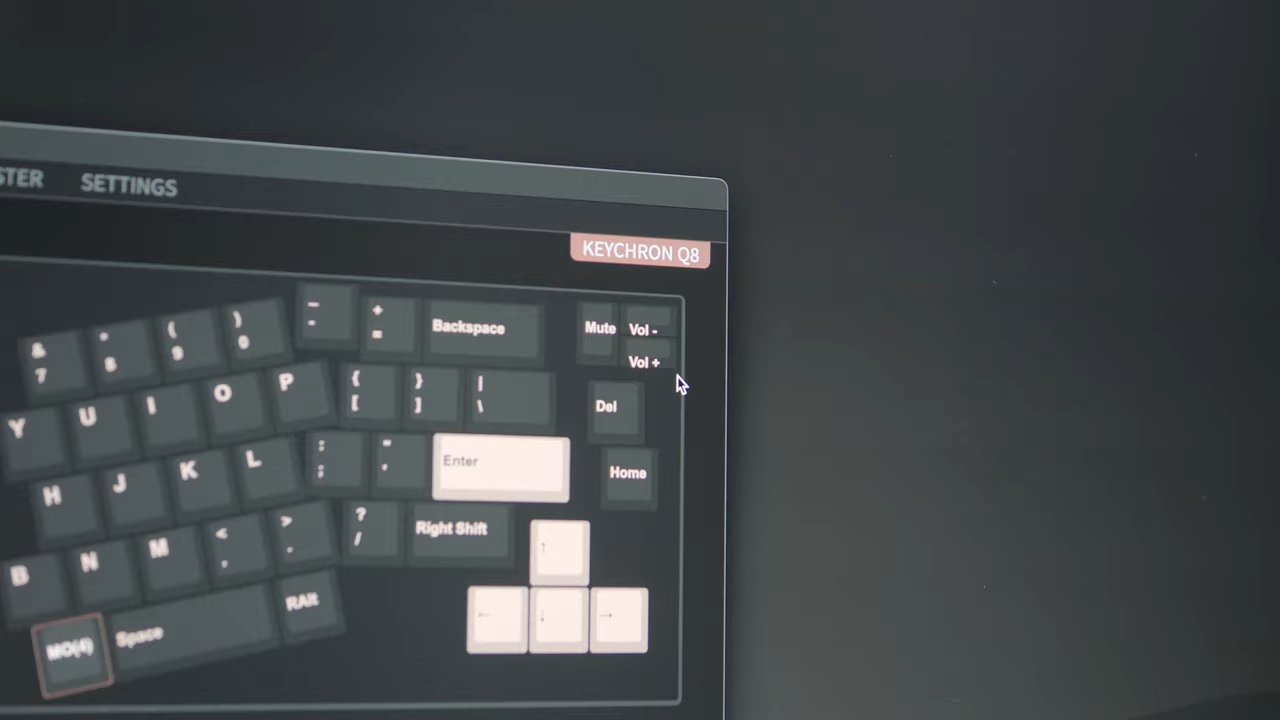 STER SETTINGS
KEYCHRON Q8
& 7
* 8
( 9
) 0
_ -
+ =
Backspace
Mute
Vol -
Vol +
Y
U
I
O
P
{ [
} ]
| \
Del
H
J
K
L
: ;
" '
Enter
Home
B
N
M
< ,
> .
? /
Right Shift
↑
MO(4)
Space
RAlt
←
↓
→